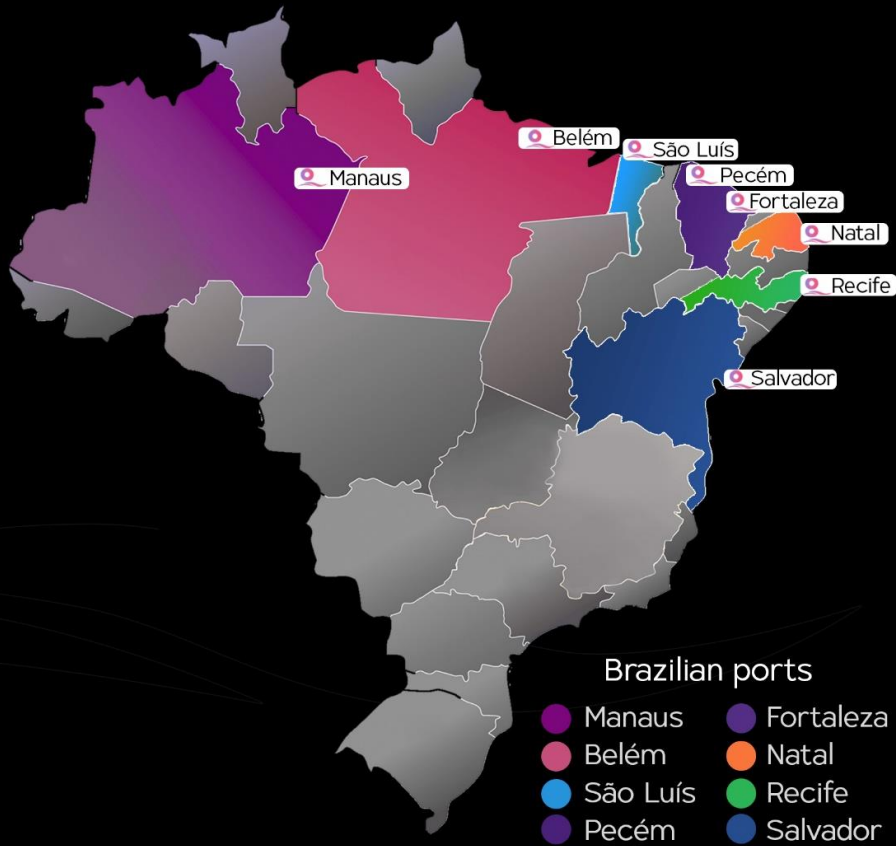 Belém
São Luís
Manaus
Pecém
Fortaleza
Natal
Recife
Salvador
Brazilian ports
Manaus
Fortaleza
Belém
Natal
São Luís
Recife
Pecém
Salvador